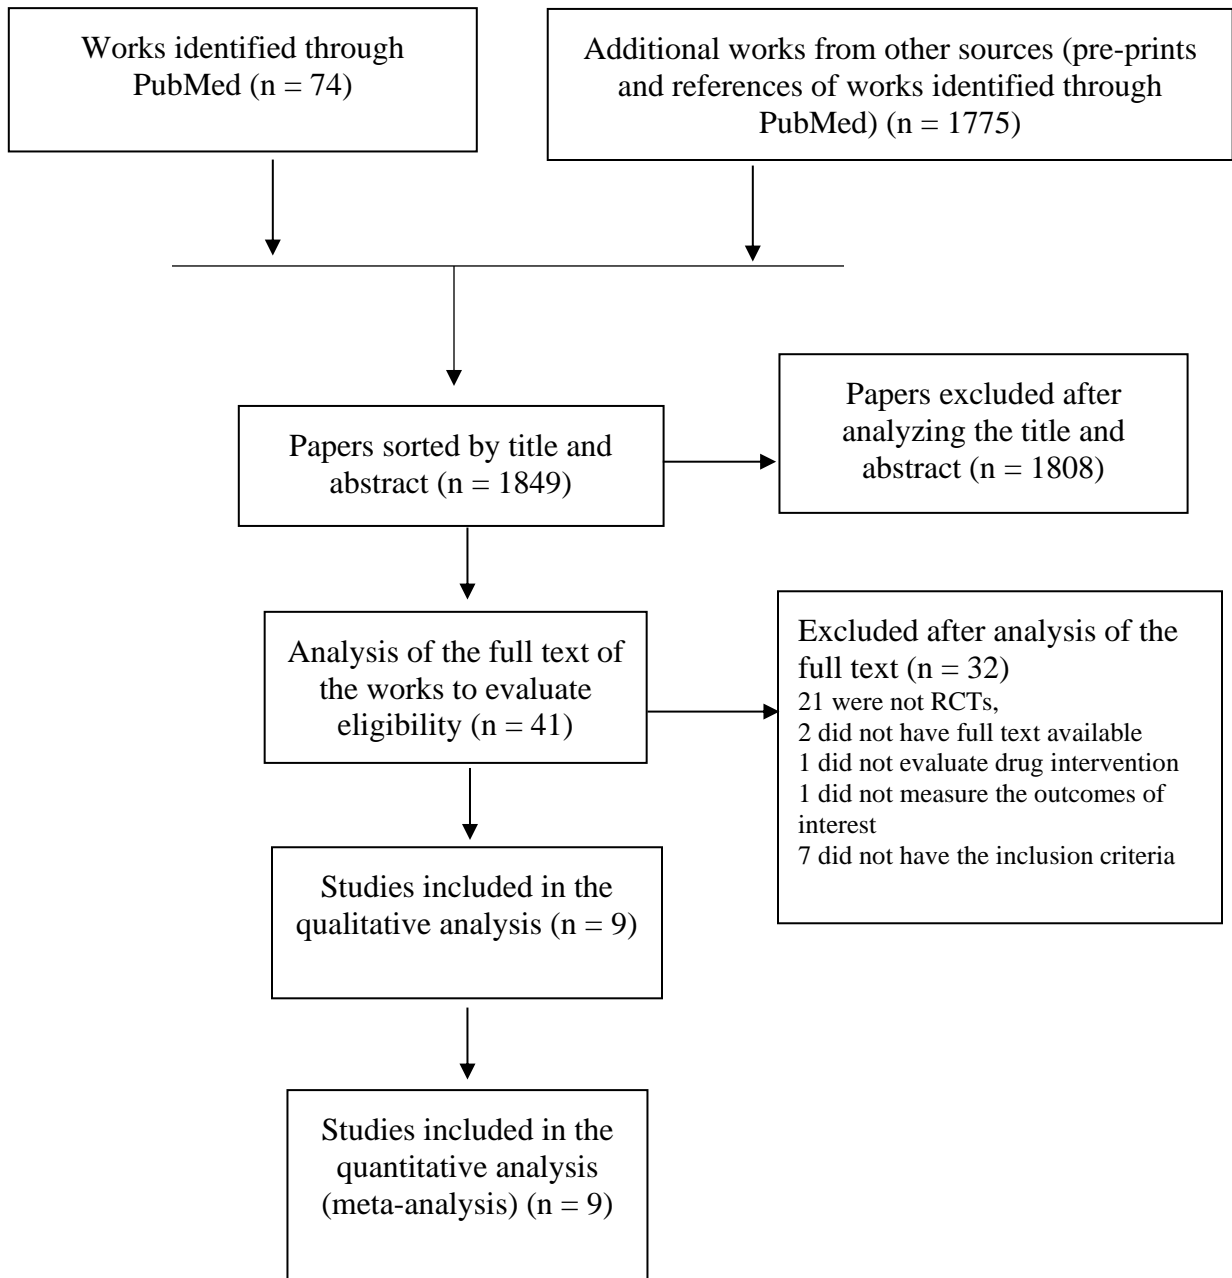 Works identified through
PubMed (n = 74)
Additional works from other sources (pre-prints
and references of works identified through
PubMed) (n = 1775)
Papers sorted by title and
abstract (n = 1849)
Papers excluded after
analyzing the title and
abstract (n = 1808)
Analysis of the full text of
the works to evaluate
eligibility (n = 41)
Excluded after analysis of the
full text (n = 32)
21 were not RCTs,
2 did not have full text available
1 did not evaluate drug intervention
1 did not measure the outcomes of
interest
7 did not have the inclusion criteria
Studies included in the
qualitative analysis (n = 9)
Studies included in the
quantitative analysis
(meta-analysis) (n = 9)